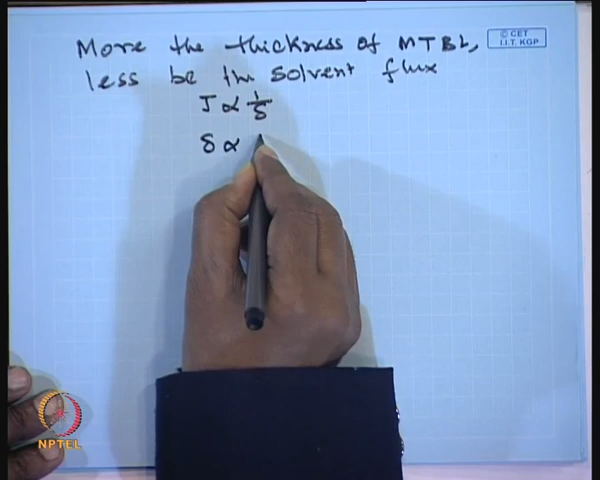 More the thickness of MTBL,
© CET
I.I.T. KGP
less be the solvent flux
J ∝ 1/δ
δ ∝
NPTEL